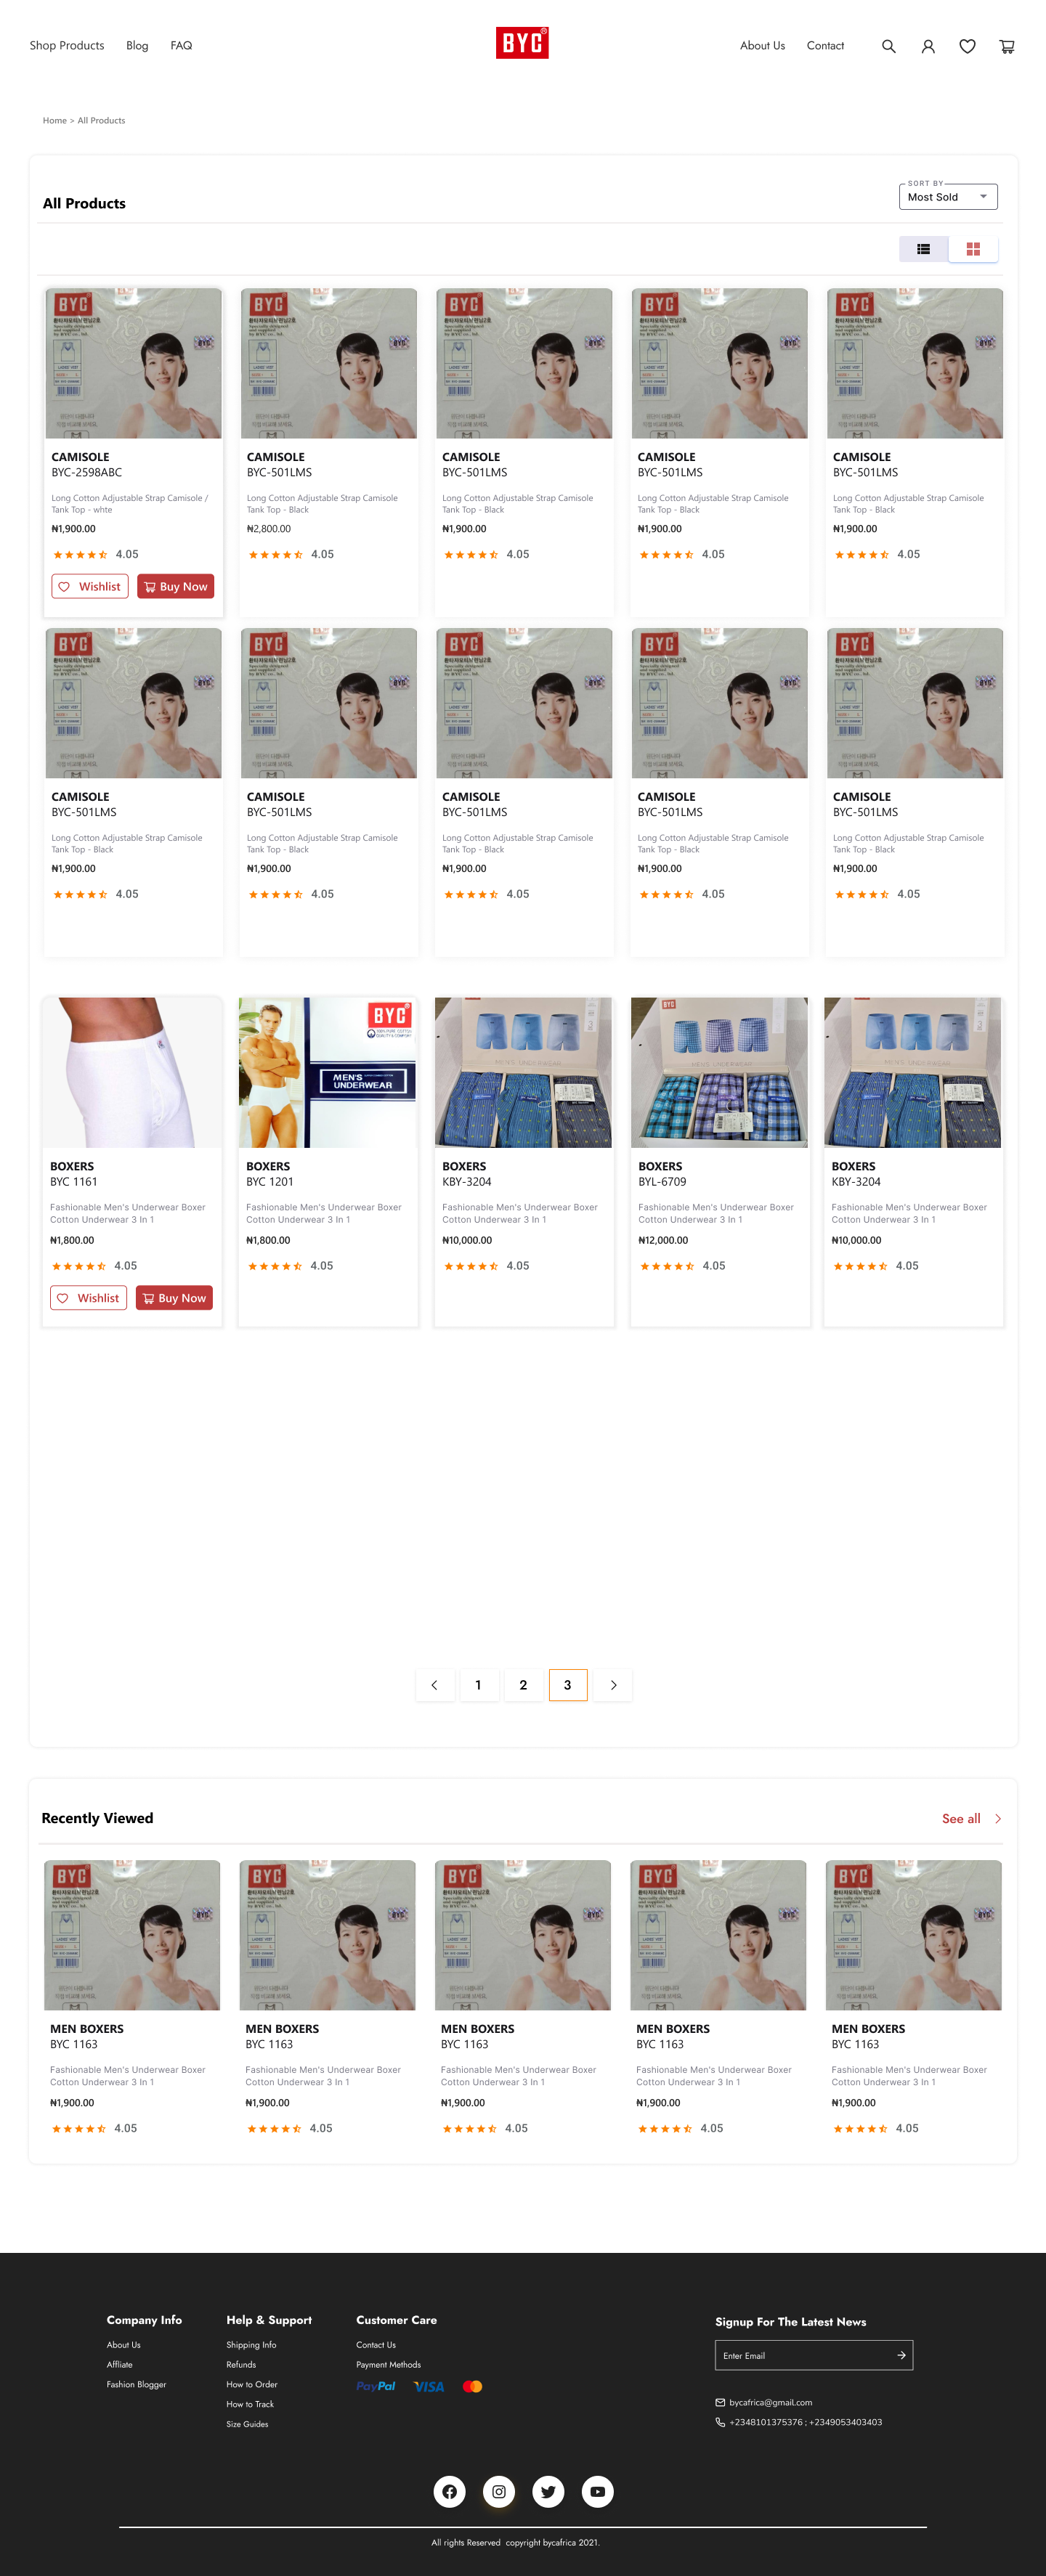 Shop Products Blog FAQ BYC About Us Contact
Home > All Products
SORT BY
All Products Most Sold
BYC BYC BYC BYC BYC
CAMISOLE CAMISOLE CAMISOLE CAMISOLE CAMISOLE
BYC-2598ABC BYC-501LMS BYC-501LMS BYC-501LMS BYC-501LMS
Long Cotton Adjustable Strap Camisole / Long Cotton Adjustable Strap Camisole Long Cotton Adjustable Strap Camisole Long Cotton Adjustable Strap Camisole Long Cotton Adjustable Strap Camisole
Tank Top - whte Tank Top - Black Tank Top - Black Tank Top - Black Tank Top - Black
₦1,900.00 ₦2,800.00 ₦1,900.00 ₦1,900.00 ₦1,900.00
4.05 4.05 4.05 4.05 4.05
Wishlist Buy Now
BYC BYC BYC BYC BYC
CAMISOLE CAMISOLE CAMISOLE CAMISOLE CAMISOLE
BYC-501LMS BYC-501LMS BYC-501LMS BYC-501LMS BYC-501LMS
Long Cotton Adjustable Strap Camisole Long Cotton Adjustable Strap Camisole Long Cotton Adjustable Strap Camisole Long Cotton Adjustable Strap Camisole Long Cotton Adjustable Strap Camisole
Tank Top - Black Tank Top - Black Tank Top - Black Tank Top - Black Tank Top - Black
₦1,900.00 ₦1,900.00 ₦1,900.00 ₦1,900.00 ₦1,900.00
4.05 4.05 4.05 4.05 4.05
BYC
MEN'S
UNDERWEAR
BOXERS BOXERS BOXERS BOXERS BOXERS
BYC 1161 BYC 1201 KBY-3204 BYL-6709 KBY-3204
Fashionable Men's Underwear Boxer Fashionable Men's Underwear Boxer Fashionable Men's Underwear Boxer Fashionable Men's Underwear Boxer Fashionable Men's Underwear Boxer
Cotton Underwear 3 In 1 Cotton Underwear 3 In 1 Cotton Underwear 3 In 1 Cotton Underwear 3 In 1 Cotton Underwear 3 In 1
₦1,800.00 ₦1,800.00 ₦10,000.00 ₦12,000.00 ₦10,000.00
4.05 4.05 4.05 4.05 4.05
Wishlist Buy Now
1 2 3
Recently Viewed See all
BYC BYC BYC BYC BYC
MEN BOXERS MEN BOXERS MEN BOXERS MEN BOXERS MEN BOXERS
BYC 1163 BYC 1163 BYC 1163 BYC 1163 BYC 1163
Fashionable Men's Underwear Boxer Fashionable Men's Underwear Boxer Fashionable Men's Underwear Boxer Fashionable Men's Underwear Boxer Fashionable Men's Underwear Boxer
Cotton Underwear 3 In 1 Cotton Underwear 3 In 1 Cotton Underwear 3 In 1 Cotton Underwear 3 In 1 Cotton Underwear 3 In 1
₦1,900.00 ₦1,900.00 ₦1,900.00 ₦1,900.00 ₦1,900.00
4.05 4.05 4.05 4.05 4.05
Company Info
About Us
Affliate
Fashion Blogger
Help & Support
Shipping Info
Refunds
How to Order
How to Track
Size Guides
Customer Care
Contact Us
Payment Methods
PayPal VISA
Signup For The Latest News
Enter Email
bycafrica@gmail.com
+2348101375376 ; +2349053403403
All rights Reserved copyright bycafrica 2021.